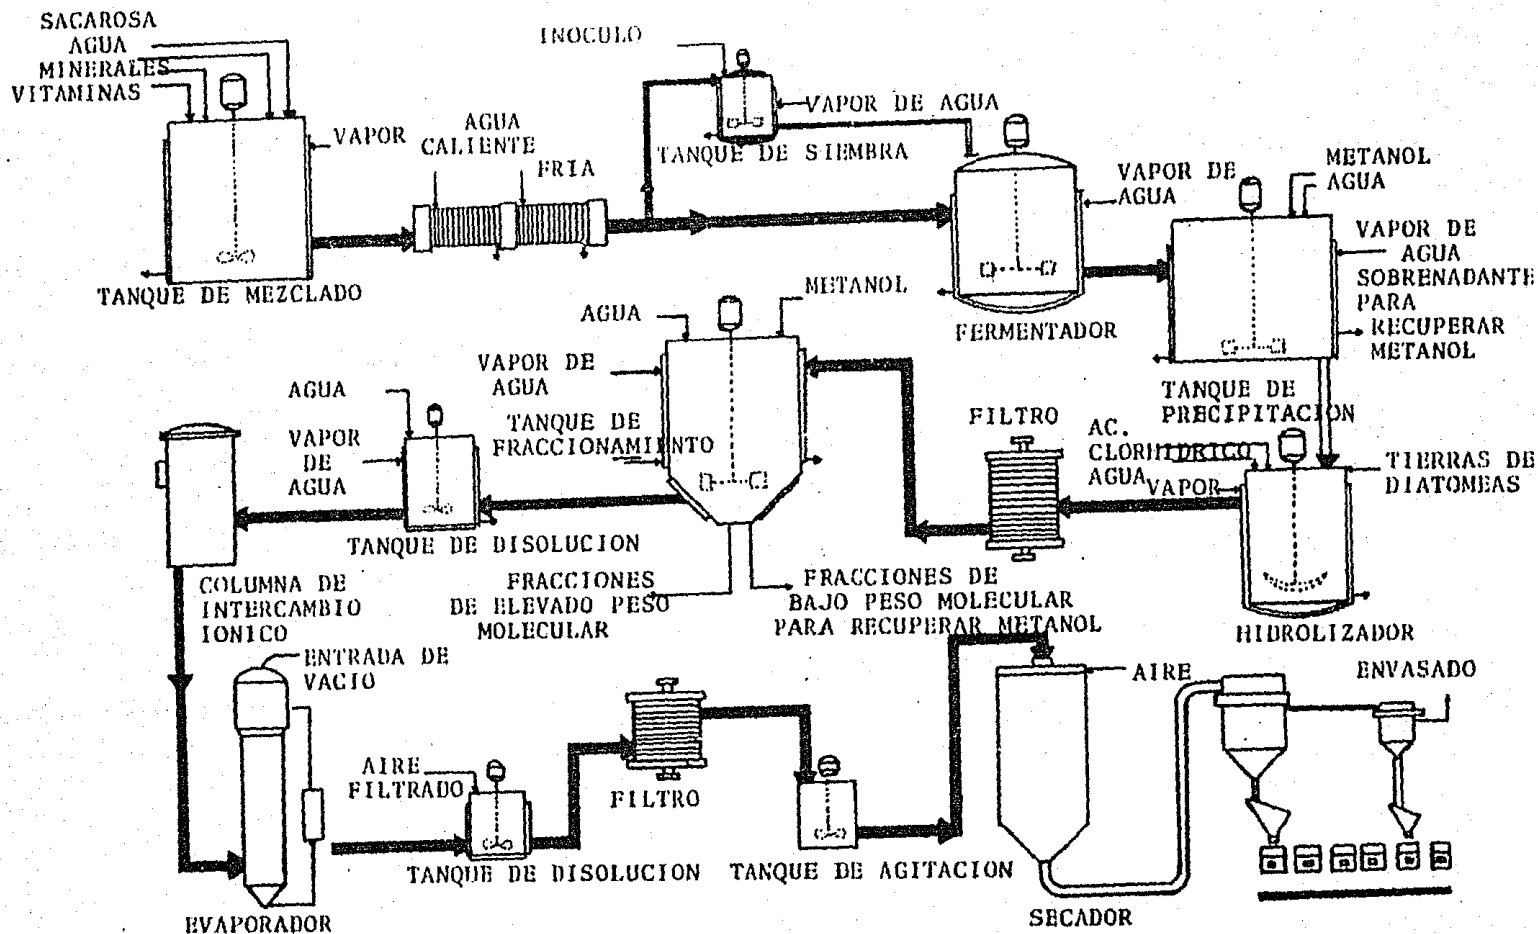 SACAROSA
AGUA
MINERALES
VITAMINAS
VAPOR
TANQUE DE MEZCLADO
AGUA
CALIENTE
FRIA
INOCULO
VAPOR DE AGUA
TANQUE DE SIEMBRA
FERMENTADOR
VAPOR DE
AGUA
METANOL
AGUA
VAPOR DE
AGUA
SOBRENADANTE
PARA
RECUPERAR
METANOL
TANQUE DE
PRECIPITACION
AC.
CLORHIDRICO
AGUA
VAPOR
TIERRAS DE
DIATOMEAS
HIDROLIZADOR
FILTRO
METANOL
AGUA
VAPOR DE
AGUA
TANQUE DE
FRACCIONAMIENTO
FRACCIONES
DE ELEVADO PESO
MOLECULAR
FRACCIONES DE
BAJO PESO MOLECULAR
PARA RECUPERAR METANOL
AGUA
VAPOR
DE
AGUA
TANQUE DE DISOLUCION
COLUMNA DE
INTERCAMBIO
IONICO
ENTRADA DE
VACIO
EVAPORADOR
AIRE
FILTRADO
TANQUE DE DISOLUCION
FILTRO
TANQUE DE AGITACION
AIRE
SECADOR
ENVASADO